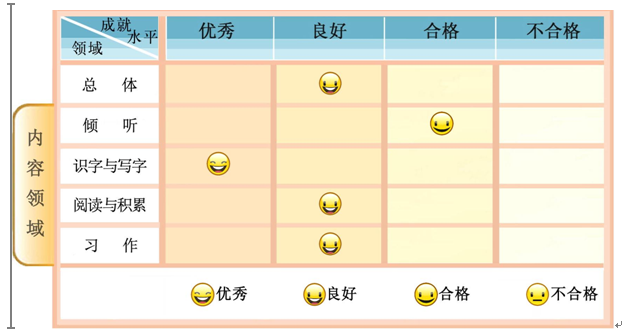 成就
水平
领域
优秀
良好
合格
不合格
内容领域
总体
倾听
识字与写字
阅读与积累
习作
优秀
良好
合格
不合格